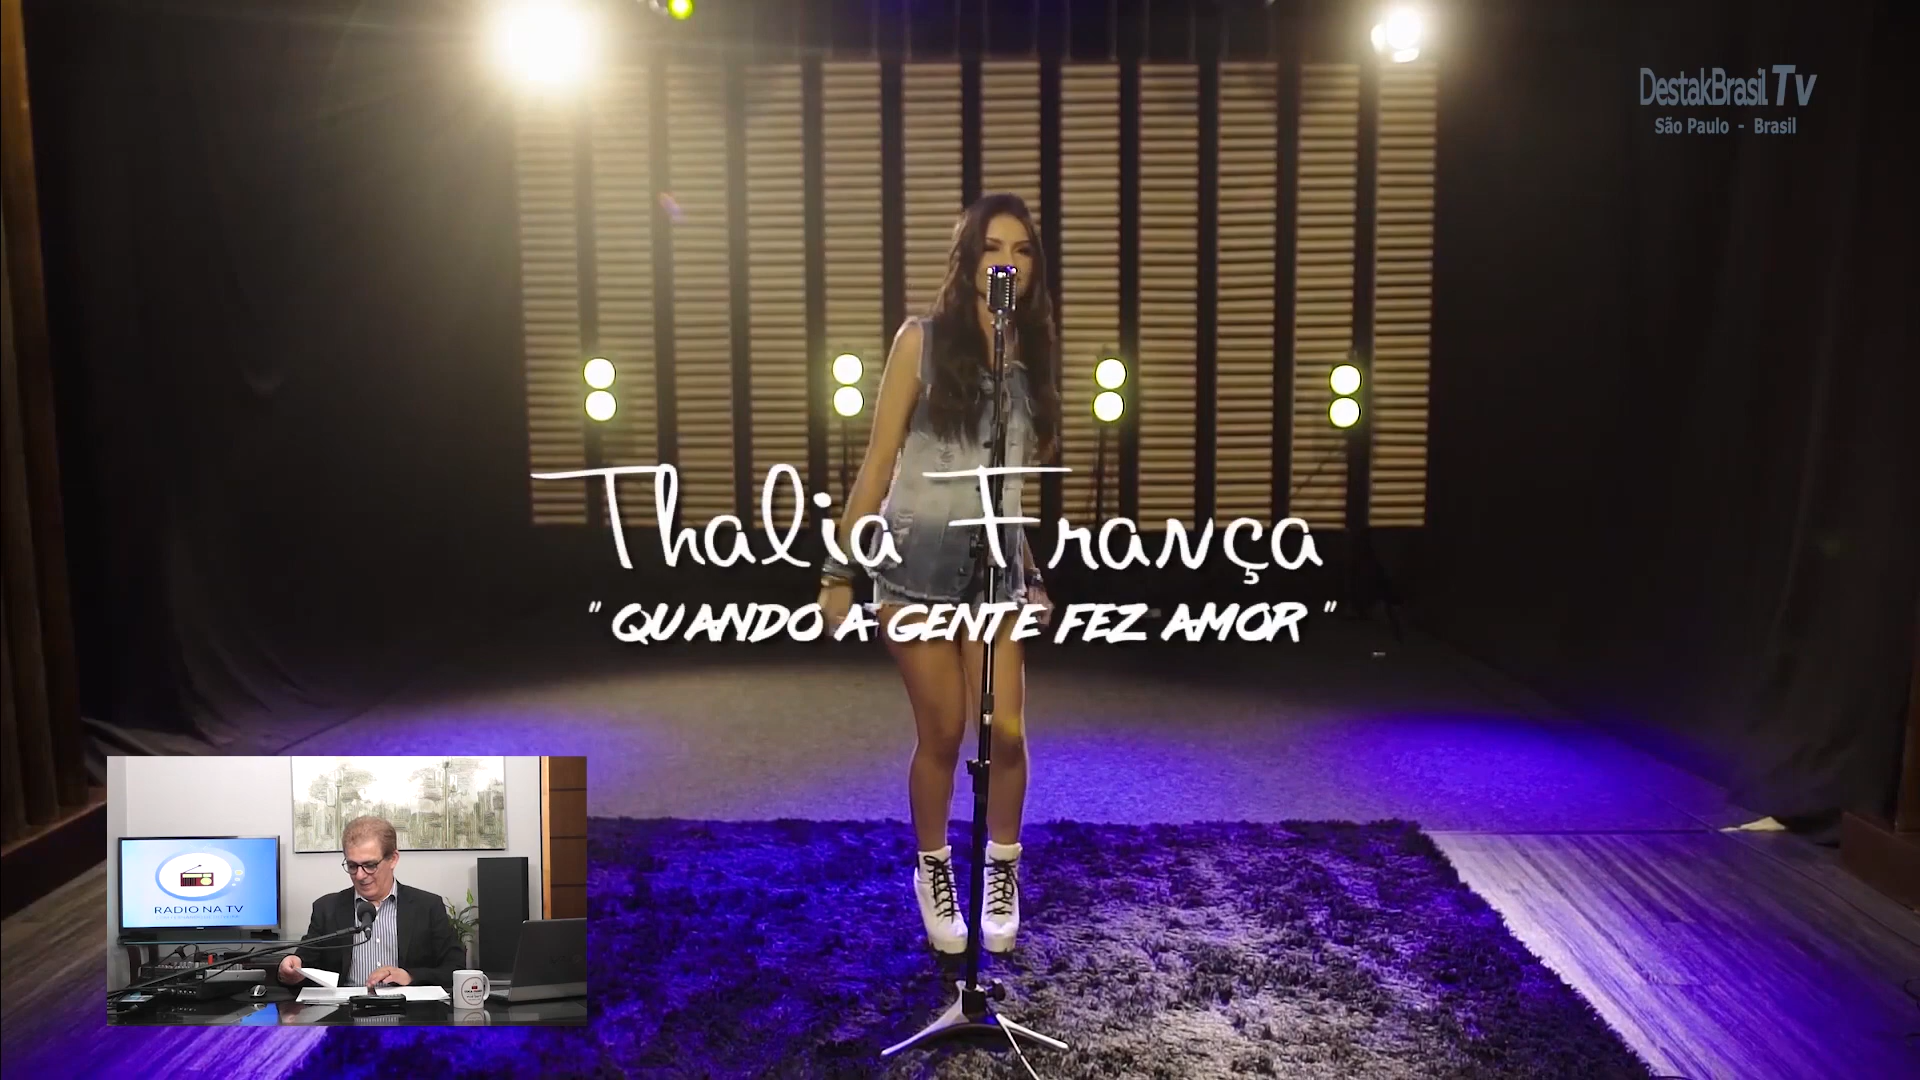 DestakBrasil Tv
São Paulo - Brasil
Thalia França
" QUANDO A GENTE FEZ AMOR "
RADIO NA TV